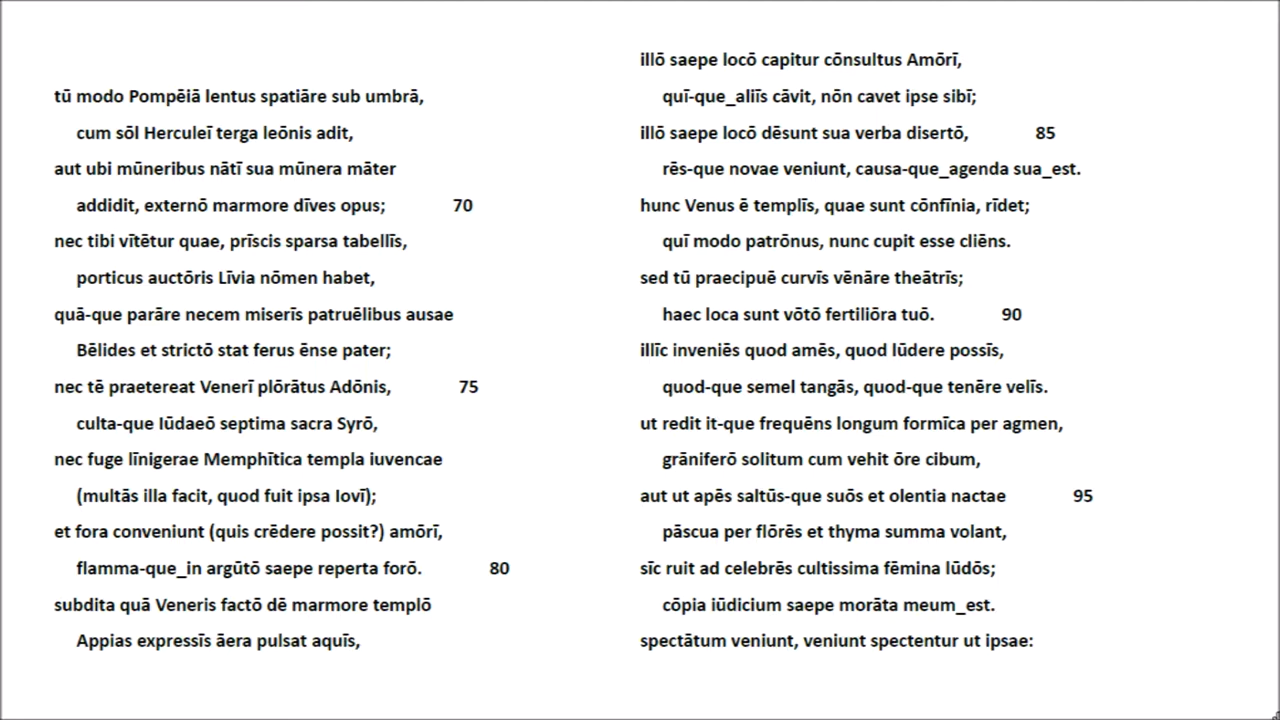 tū modo Pompēiā lentus spatiāre sub umbrā,
cum sōl Herculeī terga leōnis adit,
aut ubi mūneribus nātī sua mūnera māter
addidit, externō marmore dīves opus; 70
nec tibi vītētur quae, prīscis sparsa tabellīs,
porticus auctōris Līvia nōmen habet,
quā-que parāre necem miserīs patruēlibus ausae
Bēlides et strictō stat ferus ēnse pater;
nec tē praetereat Venerī plōrātus Adōnis, 75
culta-que Iūdaeō septima sacra Syrō,
nec fuge līnigerae Memphītica templa iuvencae
(multās illa facit, quod fuit ipsa Iovī);
et fora conveniunt (quis crēdere possit?) amōrī,
flamma-que_in argūtō saepe reperta forō. 80
subdita quā Veneris factō dē marmore templō
Appias expressīs āera pulsat aquīs,
illō saepe locō capitur cōnsultus Amōrī,
quī-que_aliīs cāvit, nōn cavet ipse sibī;
illō saepe locō dēsunt sua verba disertō, 85
rēs-que novae veniunt, causa-que_agenda sua_est.
hunc Venus ē templīs, quae sunt cōnfīnia, rīdet;
quī modo patrōnus, nunc cupit esse cliēns.
sed tū praecipuē curvīs vēnāre theātrīs;
haec loca sunt vōtō fertiliōra tuō. 90
illīc inveniēs quod amēs, quod lūdere possīs,
quod-que semel tangās, quod-que tenēre velīs.
ut redit it-que frequēns longum formīca per agmen,
grāniferō solitum cum vehit ōre cibum,
aut ut apēs saltūs-que suōs et olentia nactae 95
pāscua per flōrēs et thyma summa volant,
sīc ruit ad celebrēs cultissima fēmina lūdōs;
cōpia iūdicium saepe morāta meum_est.
spectātum veniunt, veniunt spectentur ut ipsae: